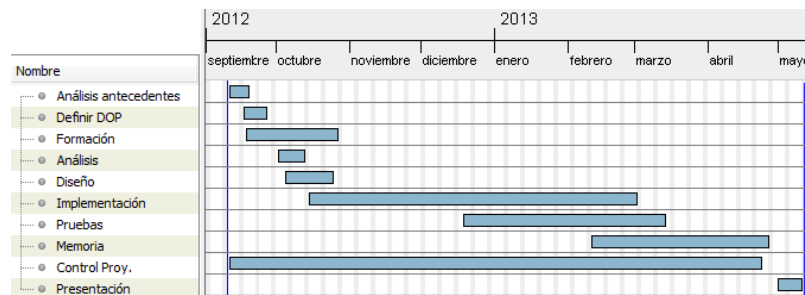 2012 2013
septiembre octubre noviembre diciembre enero febrero marzo abril mayo
Nombre
Análisis antecedentes
Definir DOP
Formación
Análisis
Diseño
Implementación
Pruebas
Memoria
Control Proy.
Presentación